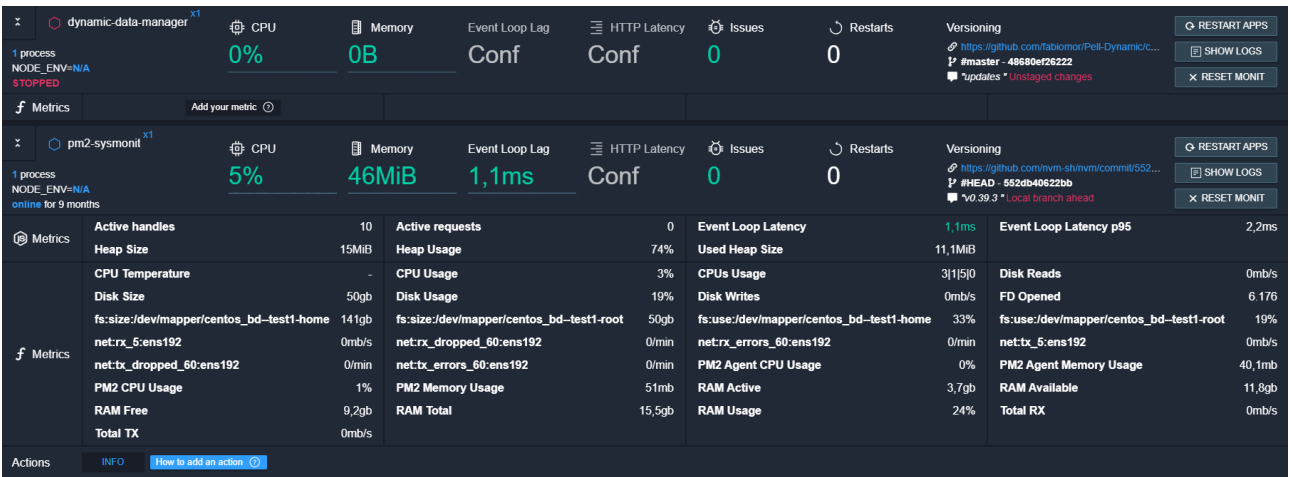 dynamic-data-manager x1
CPU Memory Event Loop Lag HTTP Latency Issues Restarts Versioning
0% 0B Conf Conf 0 0
1 process
NODE_ENV=N/A
STOPPED
https://github.com/fabiomor/Pell-Dynamic/c...
#master - 48680ef26222
"updates " Unstaged changes
RESTART APPS
SHOW LOGS
RESET MONIT
Metrics Add your metric
pm2-sysmonit x1
CPU Memory Event Loop Lag HTTP Latency Issues Restarts Versioning
5% 46MiB 1,1ms Conf 0 0
1 process
NODE_ENV=N/A
online for 9 months
https://github.com/nvm-sh/nvm/commit/552...
#HEAD - 552db40622bb
"v0.39.3 " Local branch ahead
RESTART APPS
SHOW LOGS
RESET MONIT
JS Metrics
Active handles 10 Active requests 0 Event Loop Latency 1,1ms Event Loop Latency p95 2,2ms
Heap Size 15MiB Heap Usage 74% Used Heap Size 11,1MiB
Metrics
CPU Temperature - CPU Usage 3% CPUs Usage 3|1|5|0 Disk Reads 0mb/s
Disk Size 50gb Disk Usage 19% Disk Writes 0mb/s FD Opened 6.176
fs:size:/dev/mapper/centos_bd--test1-home 141gb fs:size:/dev/mapper/centos_bd--test1-root 50gb fs:use:/dev/mapper/centos_bd--test1-home 33% fs:use:/dev/mapper/centos_bd--test1-root 19%
net:rx_5:ens192 0mb/s net:rx_dropped_60:ens192 0/min net:rx_errors_60:ens192 0/min net:tx_5:ens192 0mb/s
net:tx_dropped_60:ens192 0/min net:tx_errors_60:ens192 0/min PM2 Agent CPU Usage 0% PM2 Agent Memory Usage 40,1mb
PM2 CPU Usage 1% PM2 Memory Usage 51mb RAM Active 3,7gb RAM Available 11,8gb
RAM Free 9,2gb RAM Total 15,5gb RAM Usage 24% Total RX 0mb/s
Total TX 0mb/s
Actions INFO How to add an action